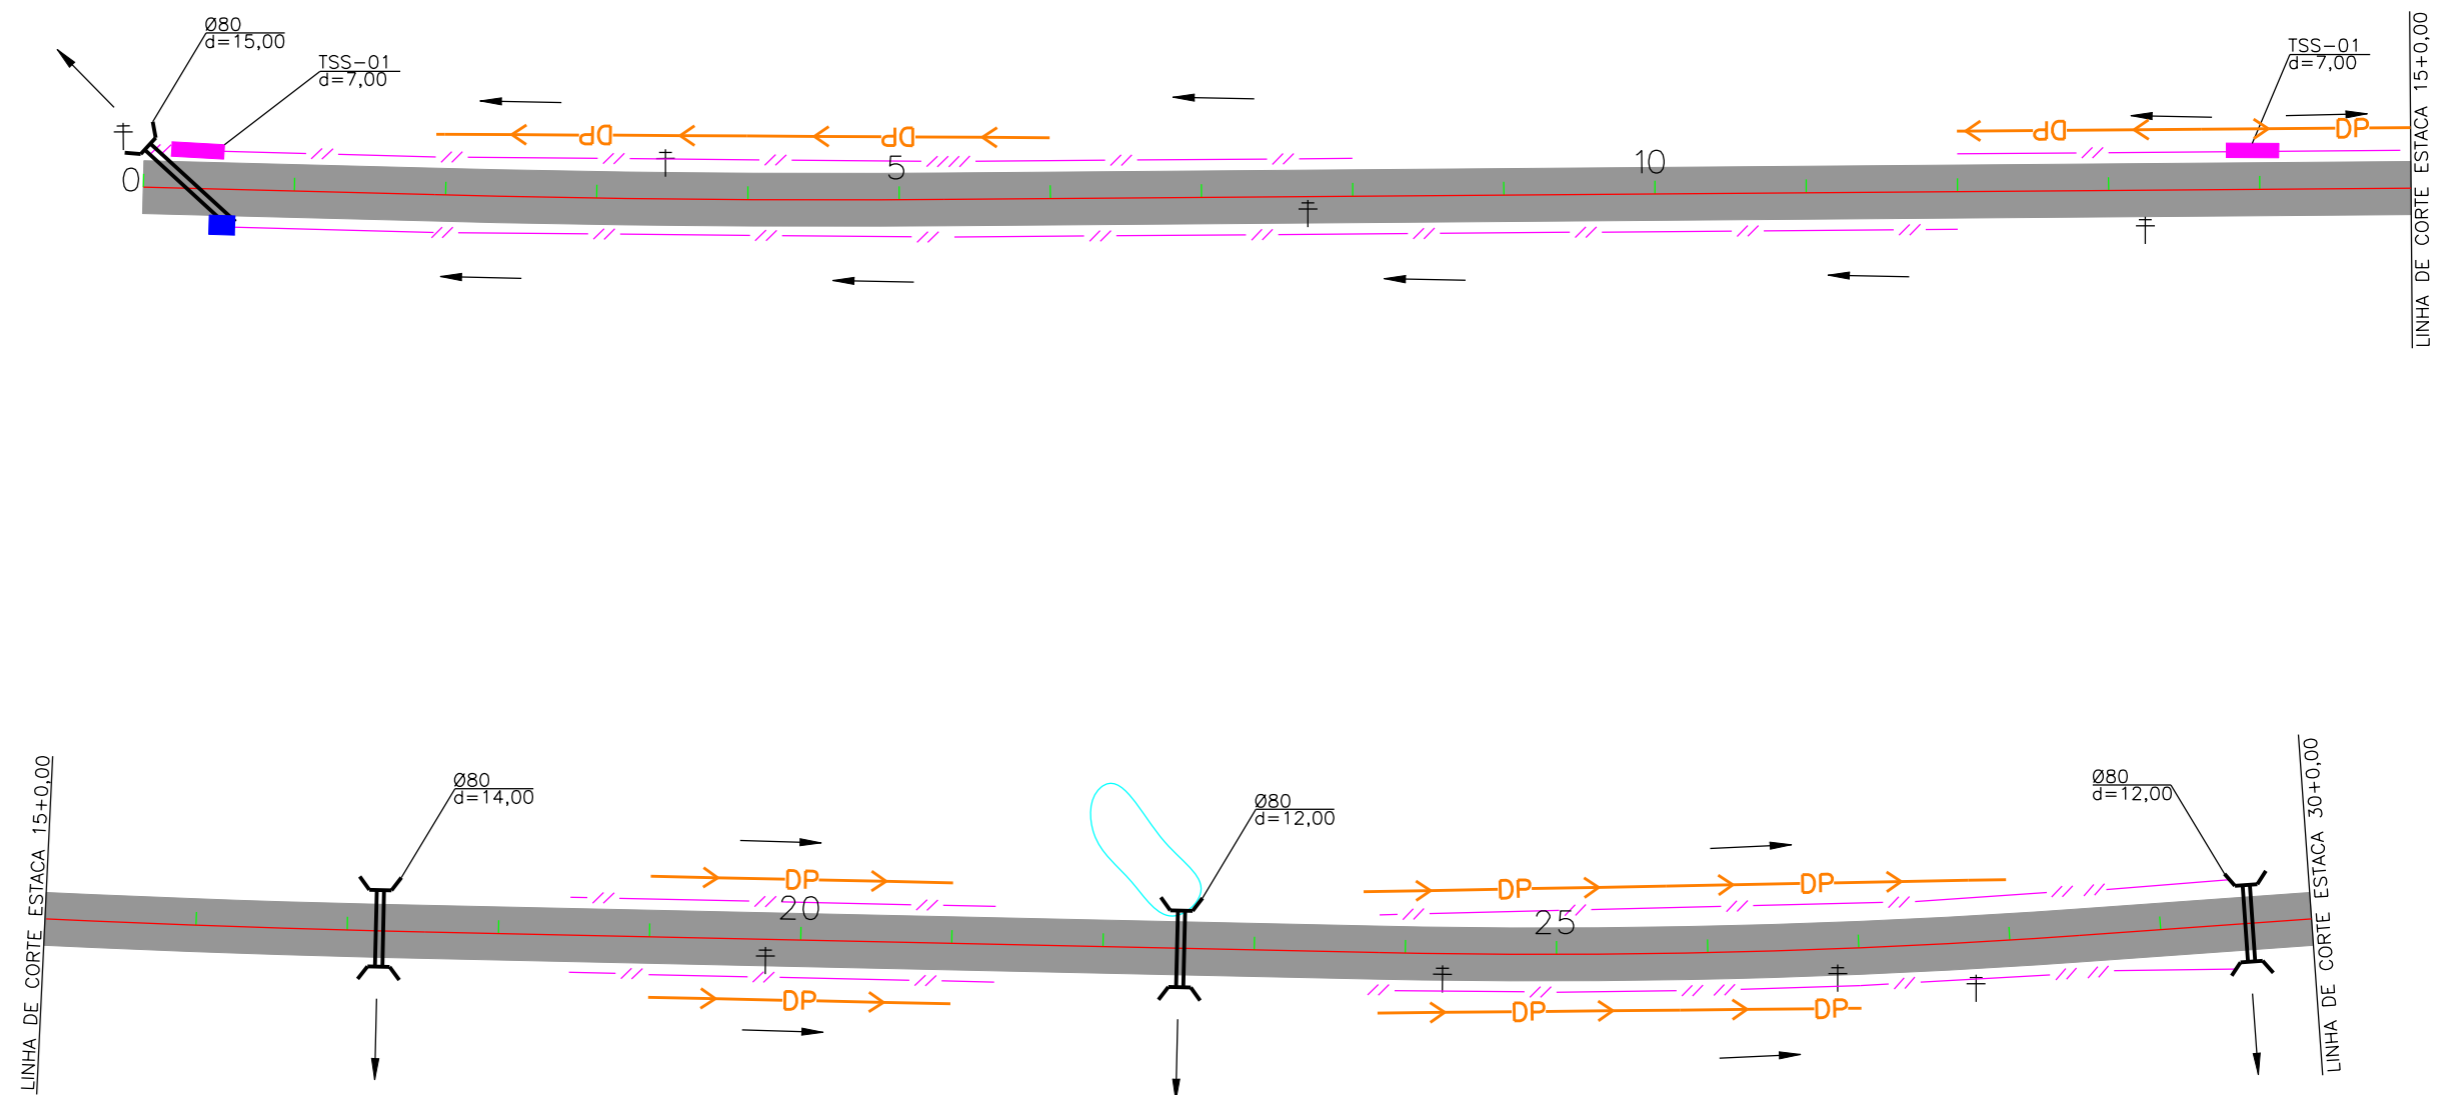 Ø80
d=15,00
TSS-01
d=7,00
TSS-01
d=7,00
LINHA DE CORTE ESTACA 15+0,00
DP
DP
DP
DP
0
5
10
LINHA DE CORTE ESTACA 15+0,00
Ø80
d=14,00
Ø80
d=12,00
Ø80
d=12,00
LINHA DE CORTE ESTACA 30+0,00
DP
DP
DP
20
25
DP
DP
DP